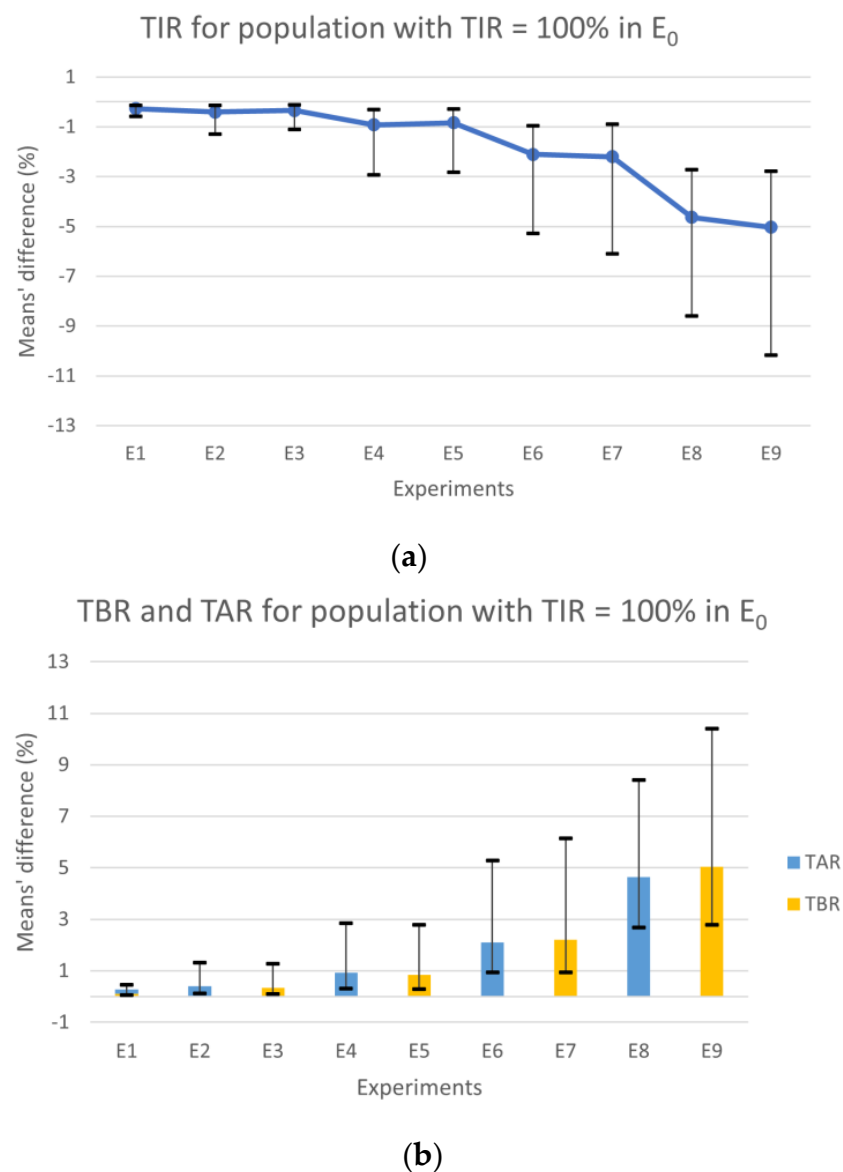 TIR for population with TIR = 100% in E₀
Means' difference (%)
1
-1
-3
-5
-7
-9
-11
-13
E1 E2 E3 E4 E5 E6 E7 E8 E9
Experiments
(a)
TBR and TAR for population with TIR = 100% in E₀
Means' difference (%)
13
11
9
7
5
3
1
-1
TAR
TBR
E1 E2 E3 E4 E5 E6 E7 E8 E9
Experiments
(b)